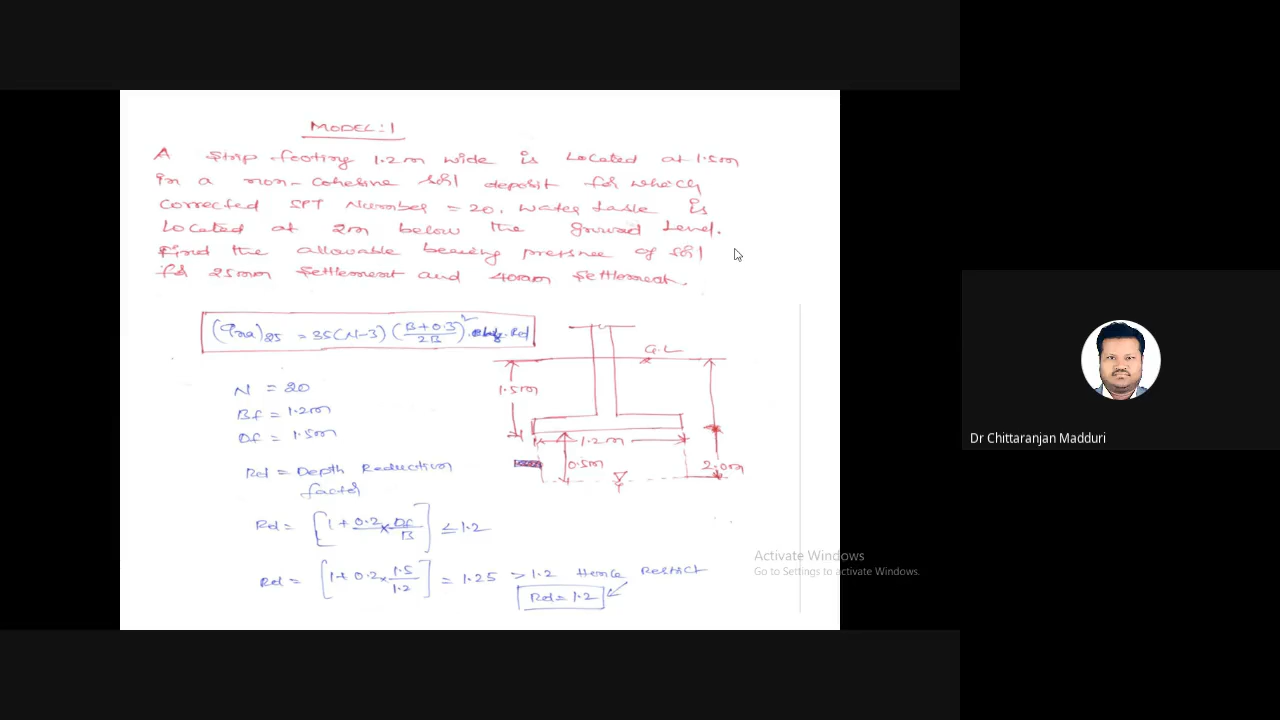 MODEL:1
A Strip footing 1.2m wide is Located at 1.5m
in a non-cohesive soil deposit for which
corrected SPT Number = 20. Water table is
Located at 2m below the ground level.
Find the allowable bearing pressure of soil
for 25mm settlement and 40mm settlement.
(qna)25 = 35(N-3) (B+0.3/2B)² . Rd
G.L
1.5m
1.2m
0.5m
2.0m
N = 20
Bf = 1.2m
Df = 1.5m
Rd = Depth Reduction
factor
Rd = [1 + 0.2 × Df/B] ≤ 1.2
Rd = [1 + 0.2 × 1.5/1.2] = 1.25 > 1.2 Hence Restrict
Rd = 1.2
Dr Chittaranjan Madduri
Activate Windows
Go to Settings to activate Windows.